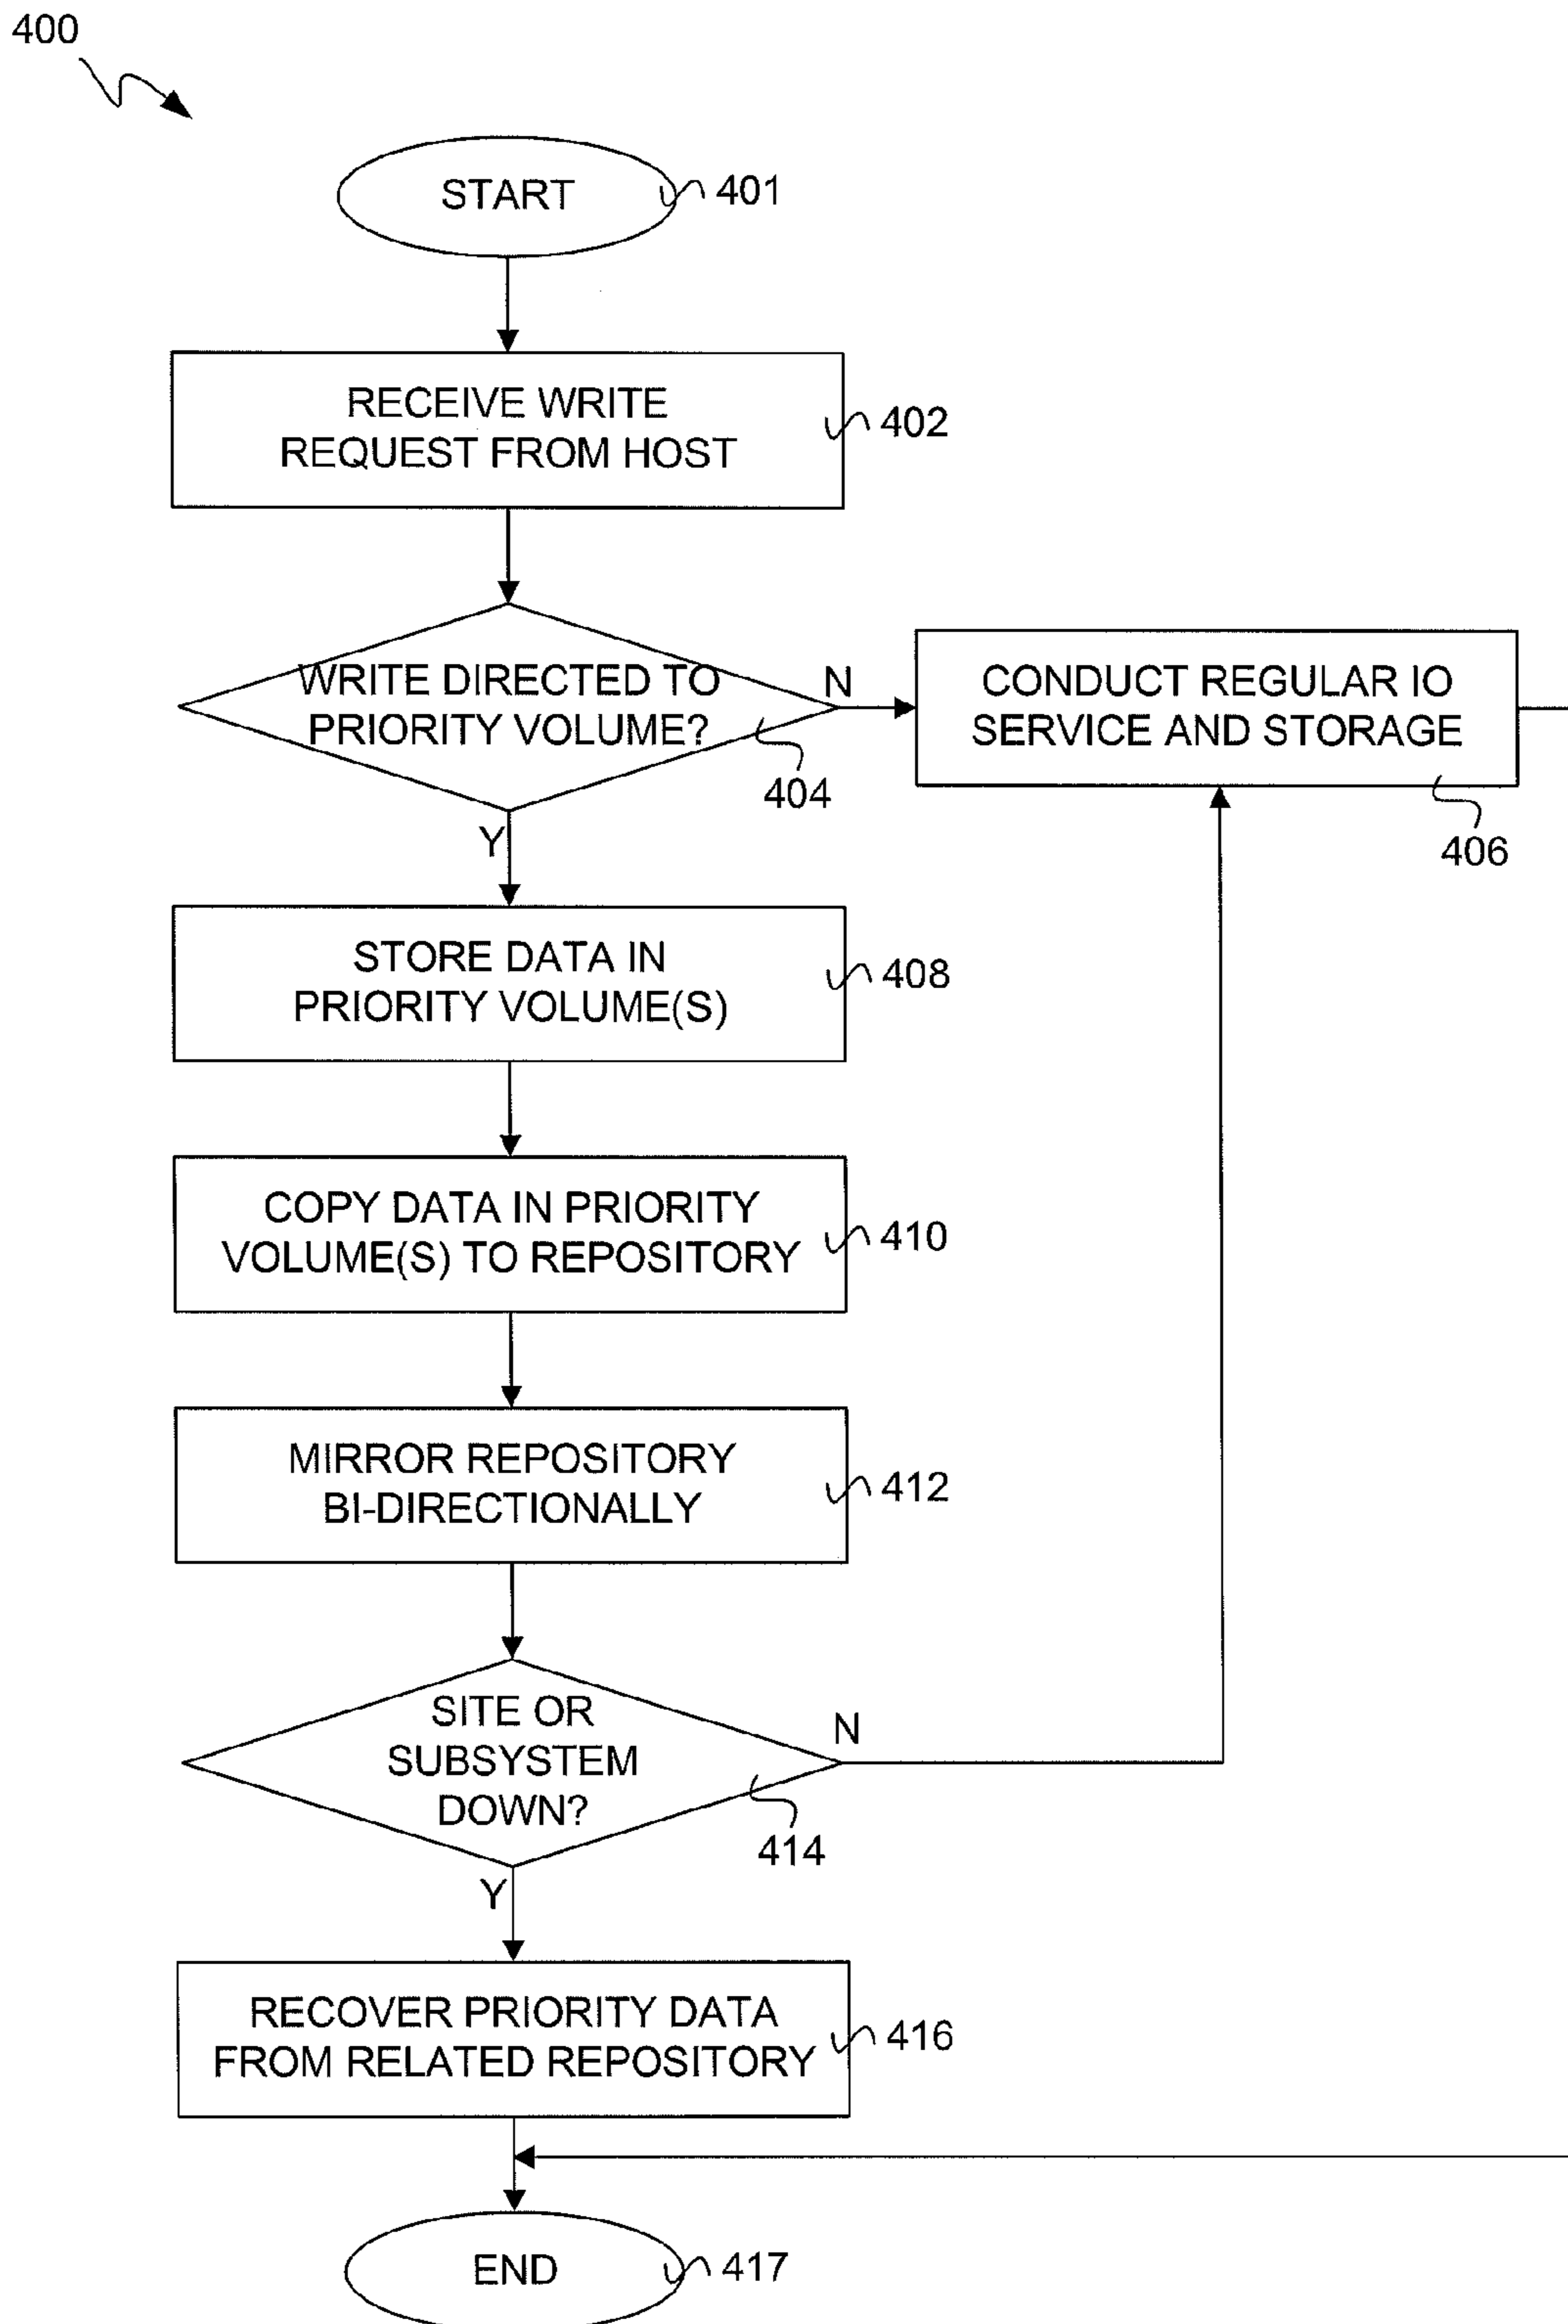 400
START
401
RECEIVE WRITE
REQUEST FROM HOST
402
WRITE DIRECTED TO
PRIORITY VOLUME?
404
N
CONDUCT REGULAR IO
SERVICE AND STORAGE
406
Y
STORE DATA IN
PRIORITY VOLUME(S)
408
COPY DATA IN PRIORITY
VOLUME(S) TO REPOSITORY
410
MIRROR REPOSITORY
BI-DIRECTIONALLY
412
SITE OR
SUBSYSTEM
DOWN?
414
N
Y
RECOVER PRIORITY DATA
FROM RELATED REPOSITORY
416
END
417